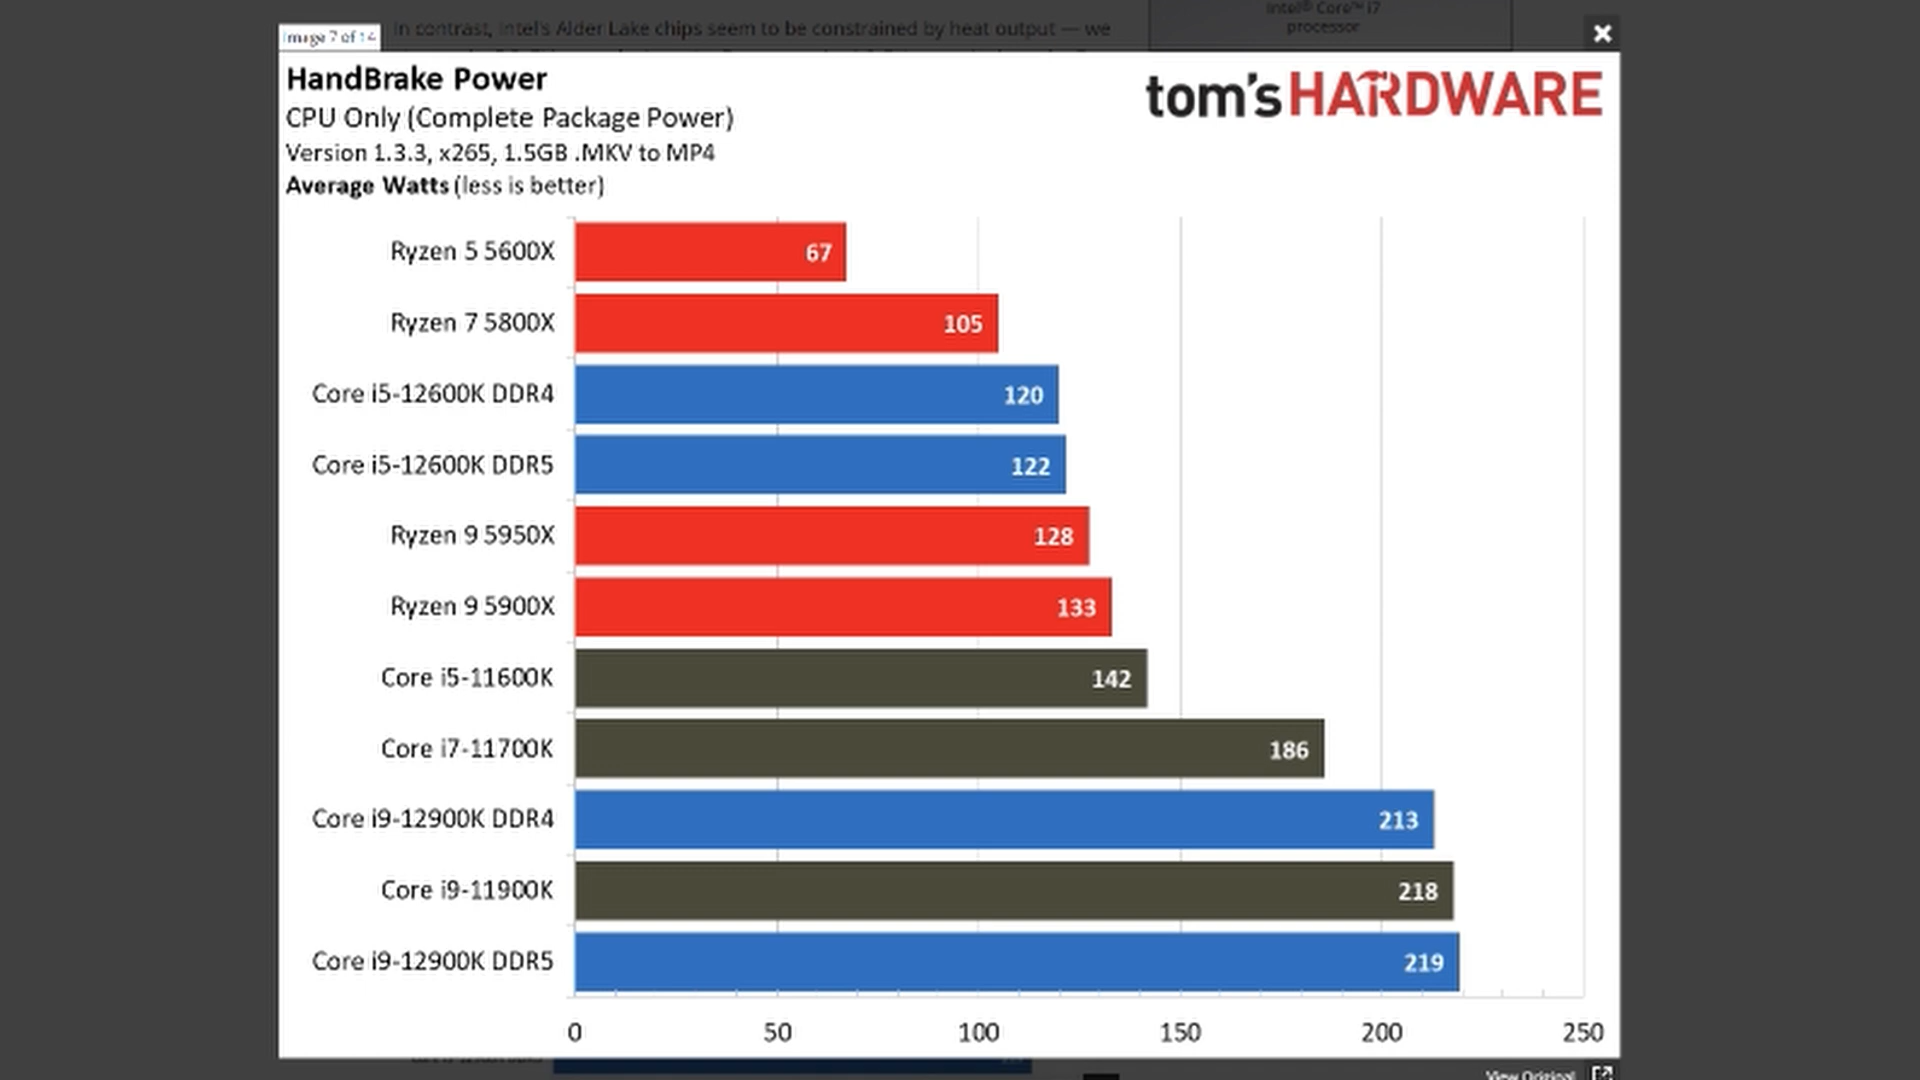 Image 7 of 14
in contrast, Intel's Alder Lake chips seem to be constrained by heat output — we
Intel® Core™ i7
processor
HandBrake Power
tom's HARDWARE
CPU Only (Complete Package Power)
Version 1.3.3, x265, 1.5GB .MKV to MP4
Average Watts (less is better)
Ryzen 5 5600X 67
Ryzen 7 5800X 105
Core i5-12600K DDR4 120
Core i5-12600K DDR5 122
Ryzen 9 5950X 128
Ryzen 9 5900X 133
Core i5-11600K 142
Core i7-11700K 186
Core i9-12900K DDR4 213
Core i9-11900K 218
Core i9-12900K DDR5 219
0 50 100 150 200 250
View Original